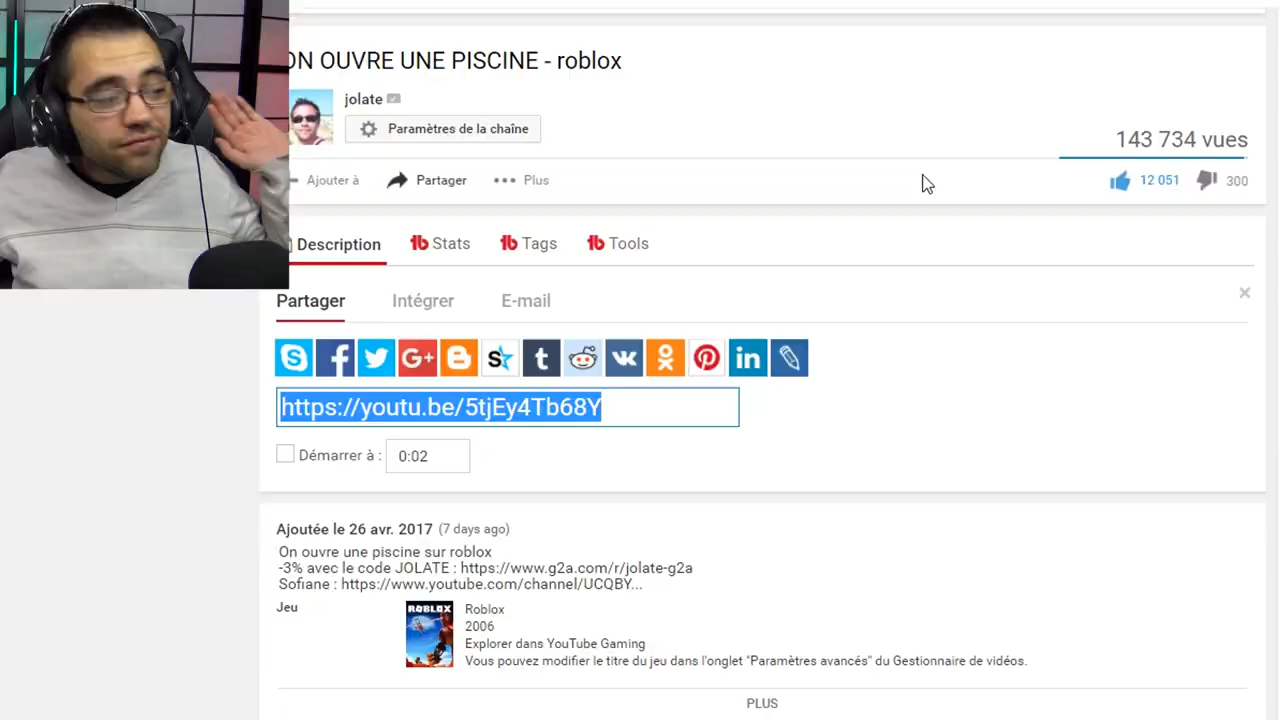 ON OUVRE UNE PISCINE - roblox
jolate
Paramètres de la chaîne
143 734 vues
Ajouter à Partager ••• Plus 12 051 300
Description Stats Tags Tools
Partager Intégrer E-mail
https://youtu.be/5tjEy4Tb68Y
Démarrer à : 0:02
Ajoutée le 26 avr. 2017 (7 days ago)
On ouvre une piscine sur roblox
-3% avec le code JOLATE : https://www.g2a.com/r/jolate-g2a
Sofiane : https://www.youtube.com/channel/UCQBY...
Jeu
ROBLOX
Roblox
2006
Explorer dans YouTube Gaming
Vous pouvez modifier le titre du jeu dans l'onglet "Paramètres avancés" du Gestionnaire de vidéos.
PLUS